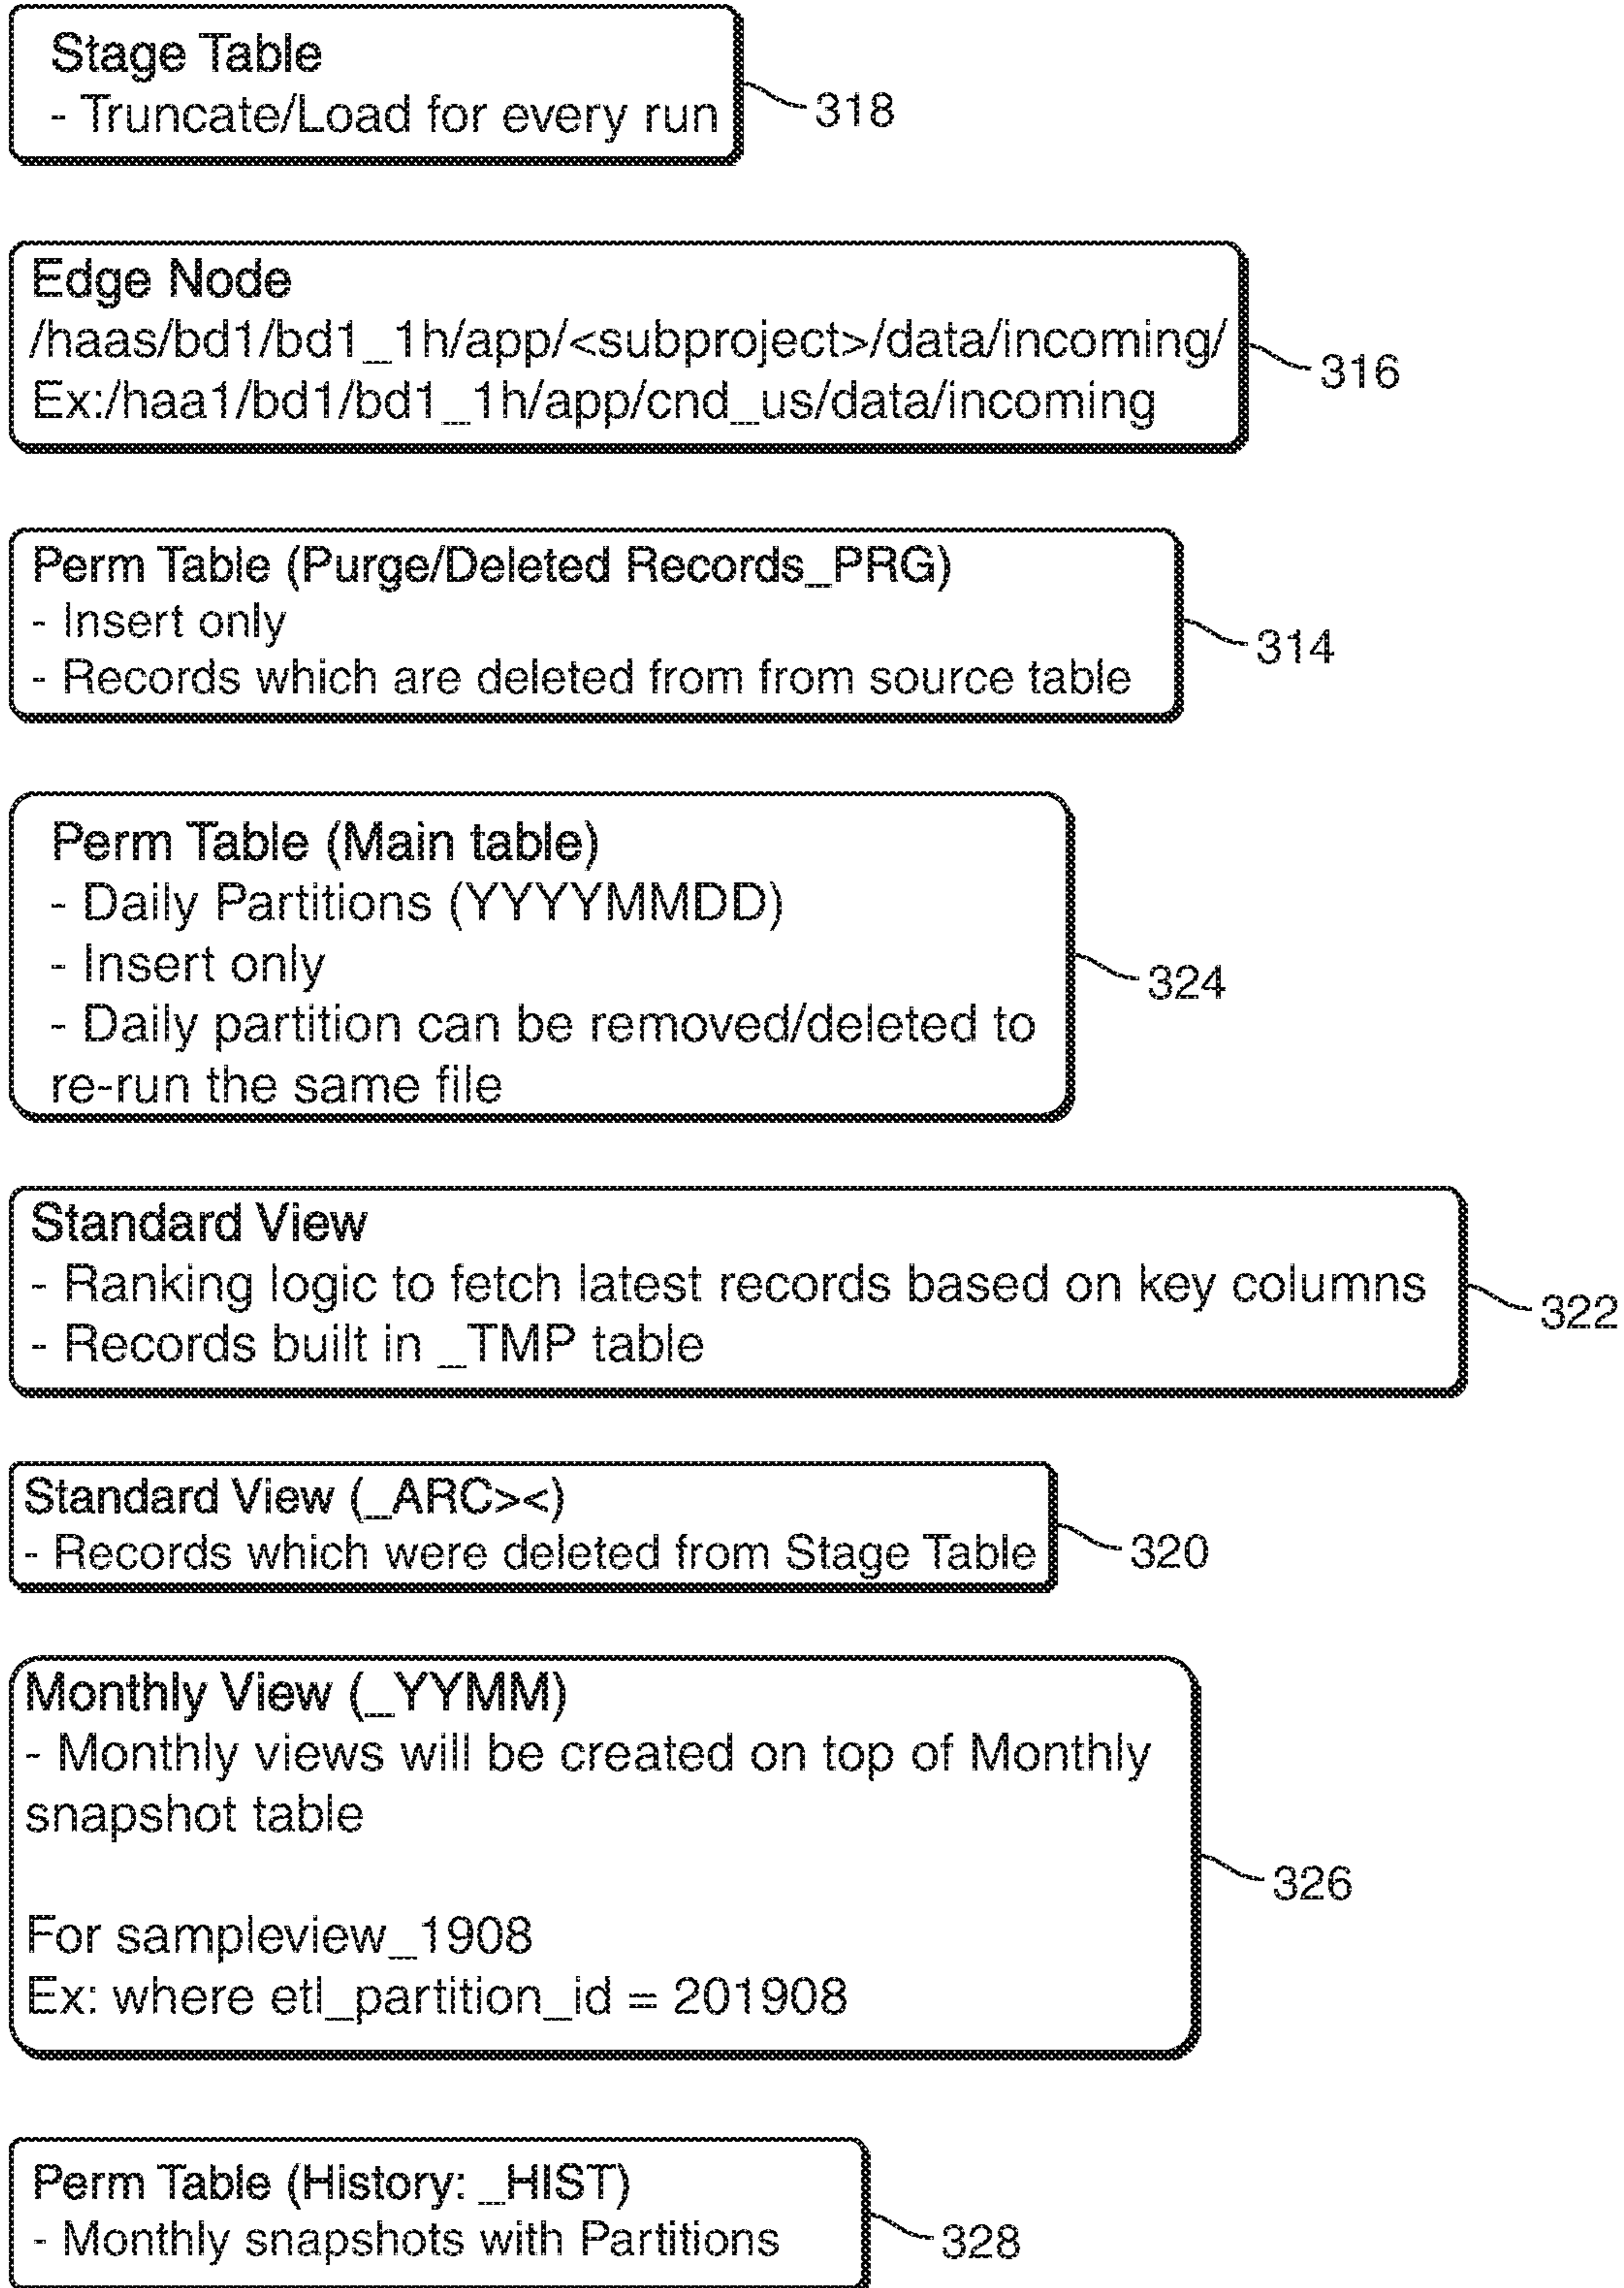 Stage Table
- Truncate/Load for every run
318
Edge Node
/haas/bd1/bd1_1h/app/<subproject>/data/incoming/
Ex:/haa1/bd1/bd1_1h/app/cnd_us/data/incoming
316
Perm Table (Purge/Deleted Records_PRG)
- Insert only
- Records which are deleted from from source table
314
Perm Table (Main table)
- Daily Partitions (YYYYMMDD)
- Insert only
- Daily partition can be removed/deleted to
re-run the same file
324
Standard View
- Ranking logic to fetch latest records based on key columns
- Records built in _TMP table
322
Standard View (_ARC><)
- Records which were deleted from Stage Table
320
Monthly View (_YYMM)
- Monthly views will be created on top of Monthly
snapshot table
For sampleview_1908
Ex: where etl_partition_id = 201908
326
Perm Table (History: _HIST)
- Monthly snapshots with Partitions
328